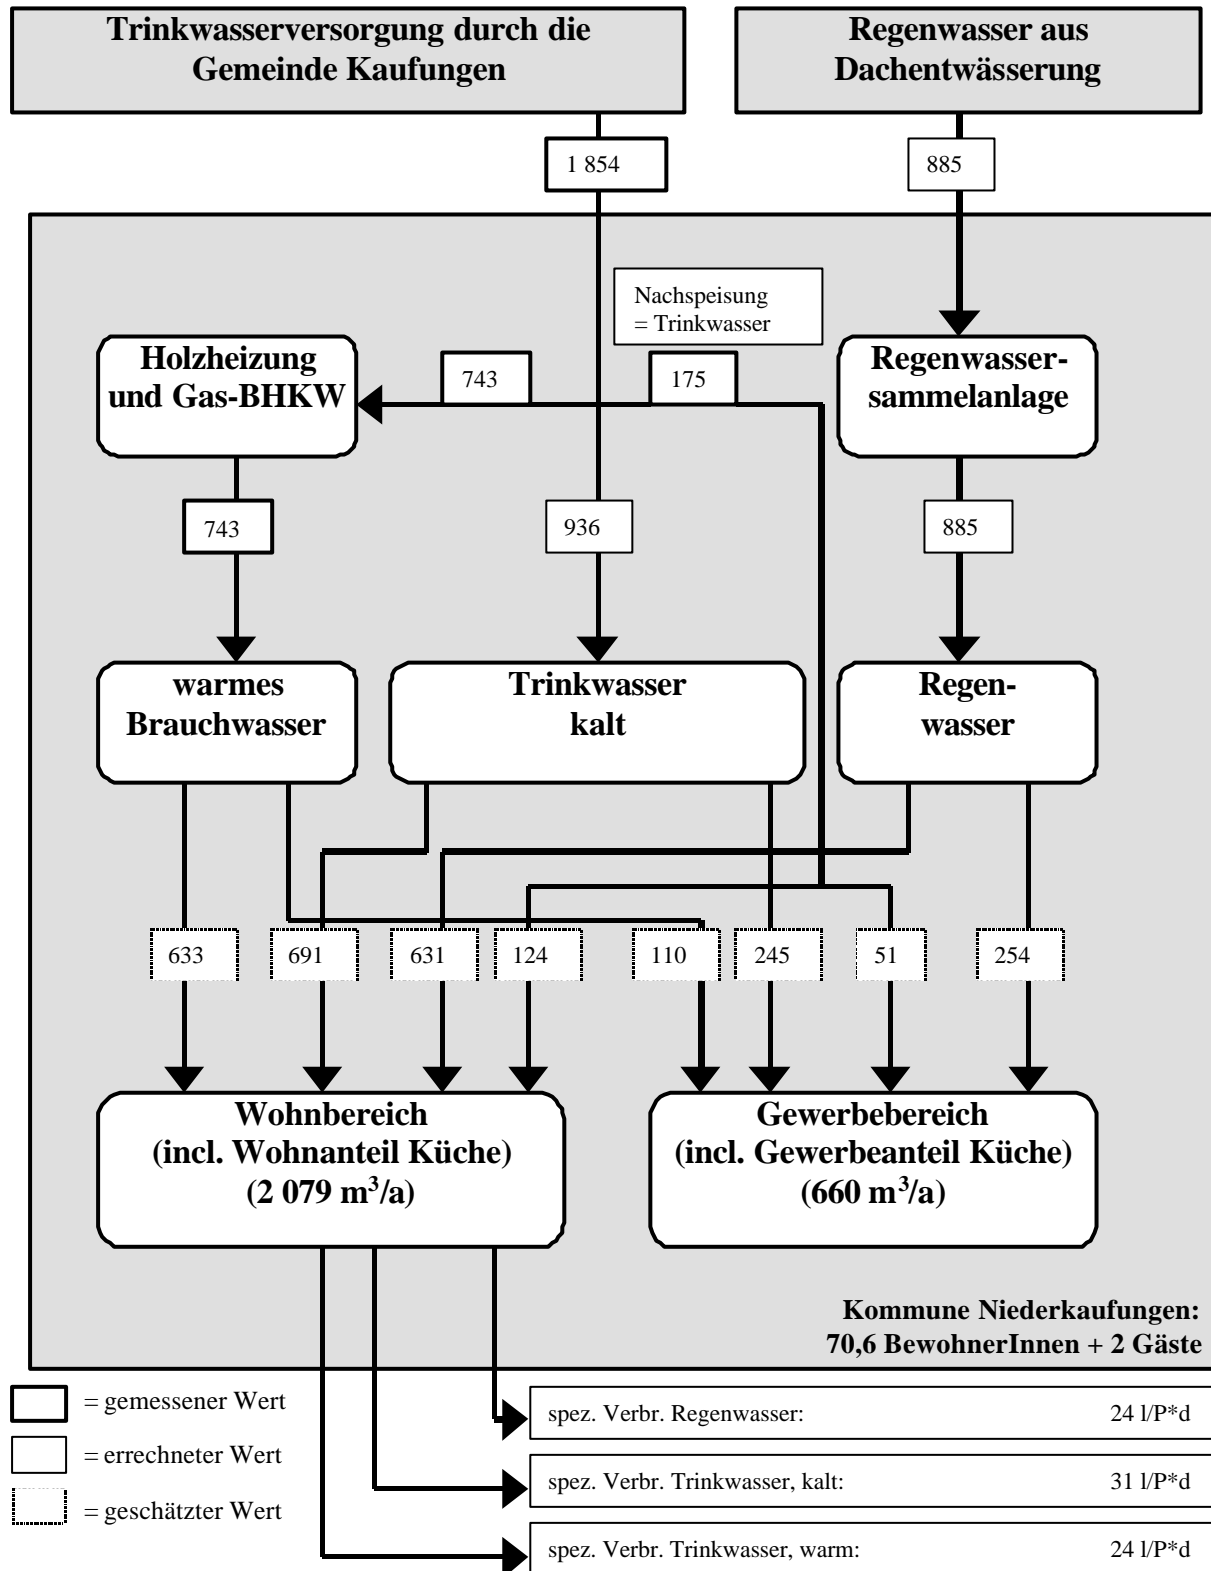 Trinkwasserversorgung durch die
Gemeinde Kaufungen
Regenwasser aus
Dachentwässerung
1 854
885
Nachspeisung
= Trinkwasser
Holzheizung
und Gas-BHKW
743
175
Regenwasser-
sammelanlage
743
936
885
warmes
Brauchwasser
Trinkwasser
kalt
Regen-
wasser
633
691
631
124
110
245
51
254
Wohnbereich
(incl. Wohnanteil Küche)
(2 079 m³/a)
Gewerbebereich
(incl. Gewerbeanteil Küche)
(660 m³/a)
Kommune Niederkaufungen:
70,6 BewohnerInnen + 2 Gäste
= gemessener Wert
= errechneter Wert
= geschätzter Wert
spez. Verbr. Regenwasser: 24 l/P*d
spez. Verbr. Trinkwasser, kalt: 31 l/P*d
spez. Verbr. Trinkwasser, warm: 24 l/P*d